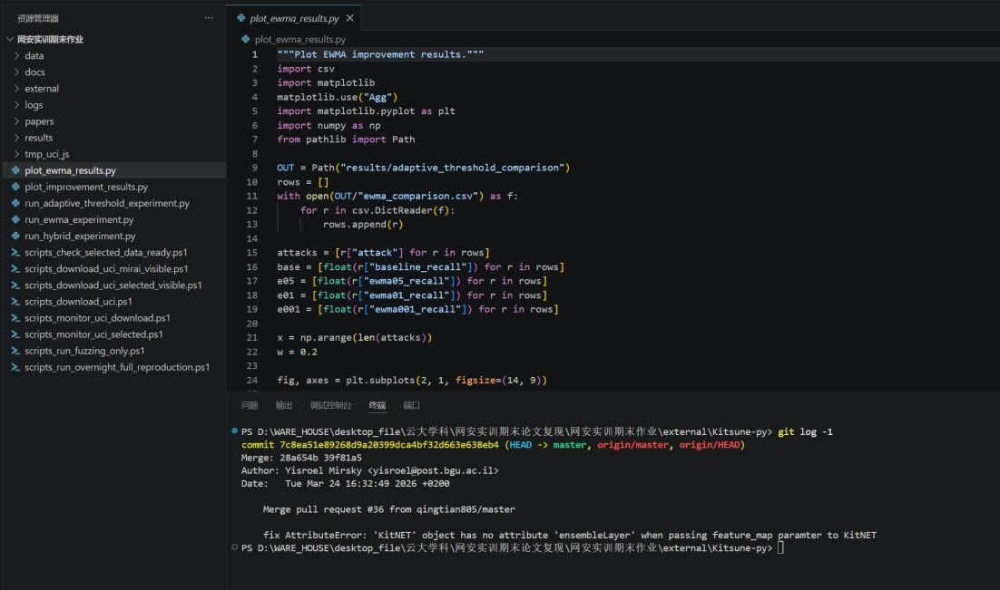 资源管理器
网安实训期末作业
data
docs
external
logs
papers
results
tmp_uci_js
plot_ewma_results.py
plot_improvement_results.py
run_adaptive_threshold_experiment.py
run_ewma_experiment.py
run_hybrid_experiment.py
scripts_check_selected_data_ready.ps1
scripts_download_uci_mirai_visible.ps1
scripts_download_uci_selected_visible.ps1
scripts_download_uci.ps1
scripts_monitor_uci_download.ps1
scripts_monitor_uci_selected.ps1
scripts_run_fuzzing_only.ps1
scripts_run_overnight_full_reproduction.ps1
plot_ewma_results.py
plot_ewma_results.py
1 """Plot EWMA improvement results."""
2 import csv
3 import matplotlib
4 matplotlib.use("Agg")
5 import matplotlib.pyplot as plt
6 import numpy as np
7 from pathlib import Path
8
9 OUT = Path("results/adaptive_threshold_comparison")
10 rows = []
11 with open(OUT/"ewma_comparison.csv") as f:
12     for r in csv.DictReader(f):
13         rows.append(r)
14
15 attacks = [r["attack"] for r in rows]
16 base = [float(r["baseline_recall"]) for r in rows]
17 e05 = [float(r["ewma05_recall"]) for r in rows]
18 e01 = [float(r["ewma01_recall"]) for r in rows]
19 e001 = [float(r["ewma001_recall"]) for r in rows]
20
21 x = np.arange(len(attacks))
22 w = 0.2
23
24 fig, axes = plt.subplots(2, 1, figsize=(14, 9))
问题 输出 调试控制台 终端 端口
PS D:\WARE_HOUSE\desktop_file\云大学科\网安实训期末论文复现\网安实训期末作业\external\Kitsune-py> git log -1
commit 7c8ea51e89268d9a20399dca4bf32d663e638eb4 (HEAD -> master, origin/master, origin/HEAD)
Merge: 28a654b 39f81a5
Author: Yisroel Mirsky <yisroel@post.bgu.ac.il>
Date:   Tue Mar 24 16:32:49 2026 +0200
Merge pull request #36 from qingtian805/master
fix AttributeError: 'KitNET' object has no attribute 'ensembleLayer' when passing feature_map paramter to KitNET
PS D:\WARE_HOUSE\desktop_file\云大学科\网安实训期末论文复现\网安实训期末作业\external\Kitsune-py>